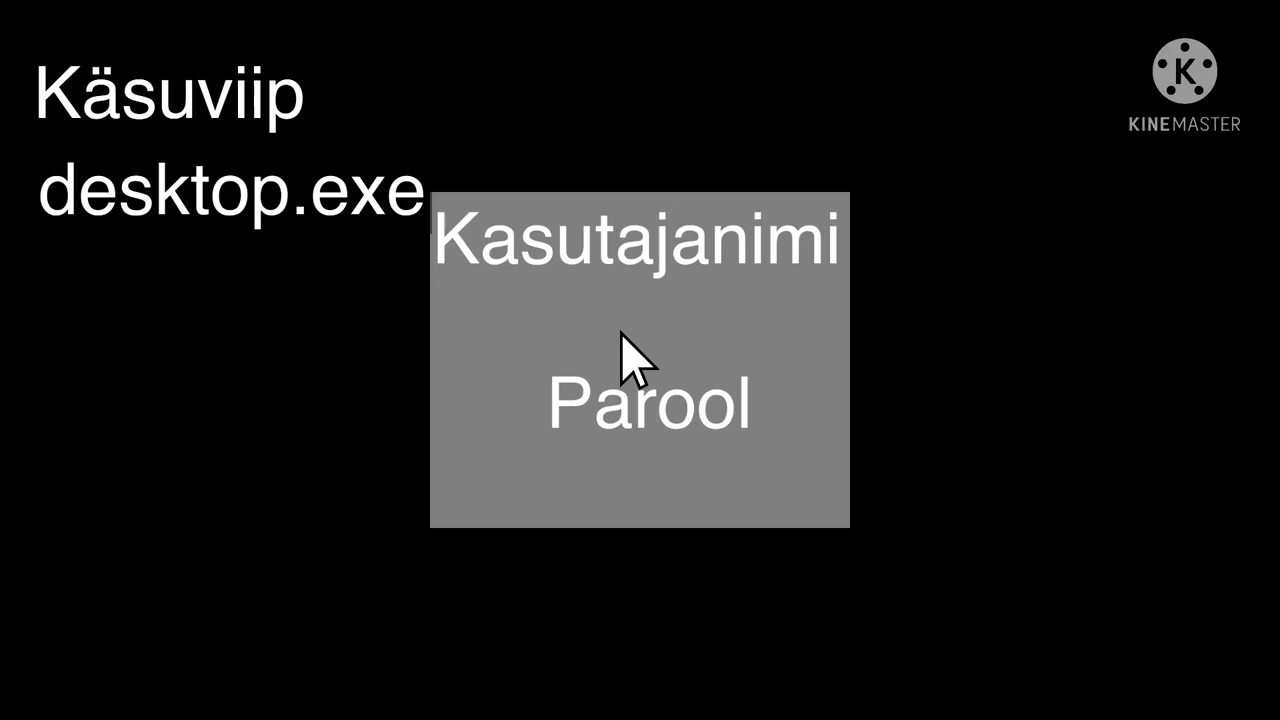 Käsuviip
desktop.exe
Kasutajanimi
Parool
K
KINEMASTER